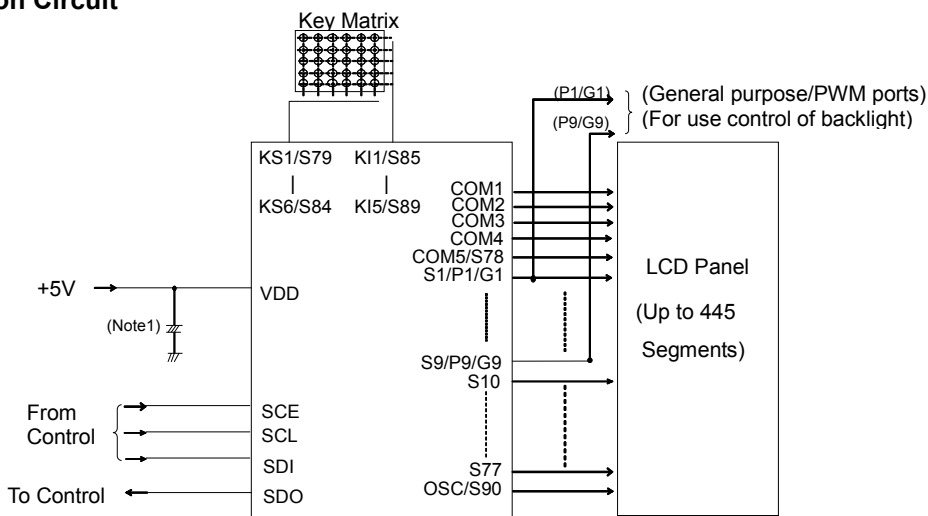 on Circuit
Key Matrix
(P1/G1)
(General purpose/PWM ports)
(P9/G9)
(For use control of backlight)
KS1/S79 KI1/S85
KS6/S84 KI5/S89
COM1
COM2
COM3
COM4
COM5/S78
S1/P1/G1
LCD Panel
+5V
VDD
(Up to 445
(Note1)
Segments)
S9/P9/G9
S10
From
Control
SCE
SCL
SDI
S77
To Control
SDO
OSC/S90